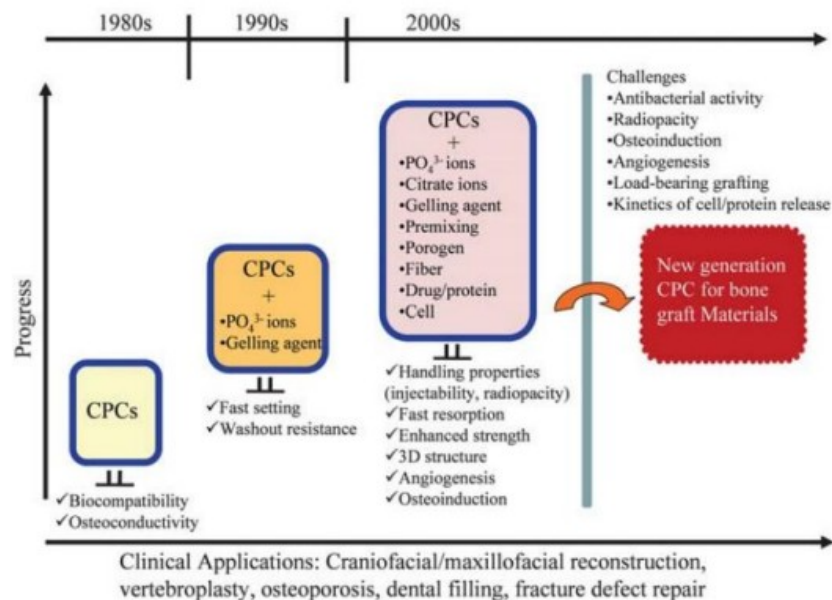 1980s
1990s
2000s
Progress
CPCs
✓Biocompatibility
✓Osteoconductivity
CPCs
+
•PO₄³⁻ ions
•Gelling agent
✓Fast setting
✓Washout resistance
CPCs
+
•PO₄³⁻ ions
•Citrate ions
•Gelling agent
•Premixing
•Porogen
•Fiber
•Drug/protein
•Cell
✓Handling properties
(injectability, radiopacity)
✓Fast resorption
✓Enhanced strength
✓3D structure
✓Angiogenesis
✓Osteoinduction
Challenges
•Antibacterial activity
•Radiopacity
•Osteoinduction
•Angiogenesis
•Load-bearing grafting
•Kinetics of cell/protein release
New generation
CPC for bone
graft Materials
Clinical Applications: Craniofacial/maxillofacial reconstruction,
vertebroplasty, osteoporosis, dental filling, fracture defect repair